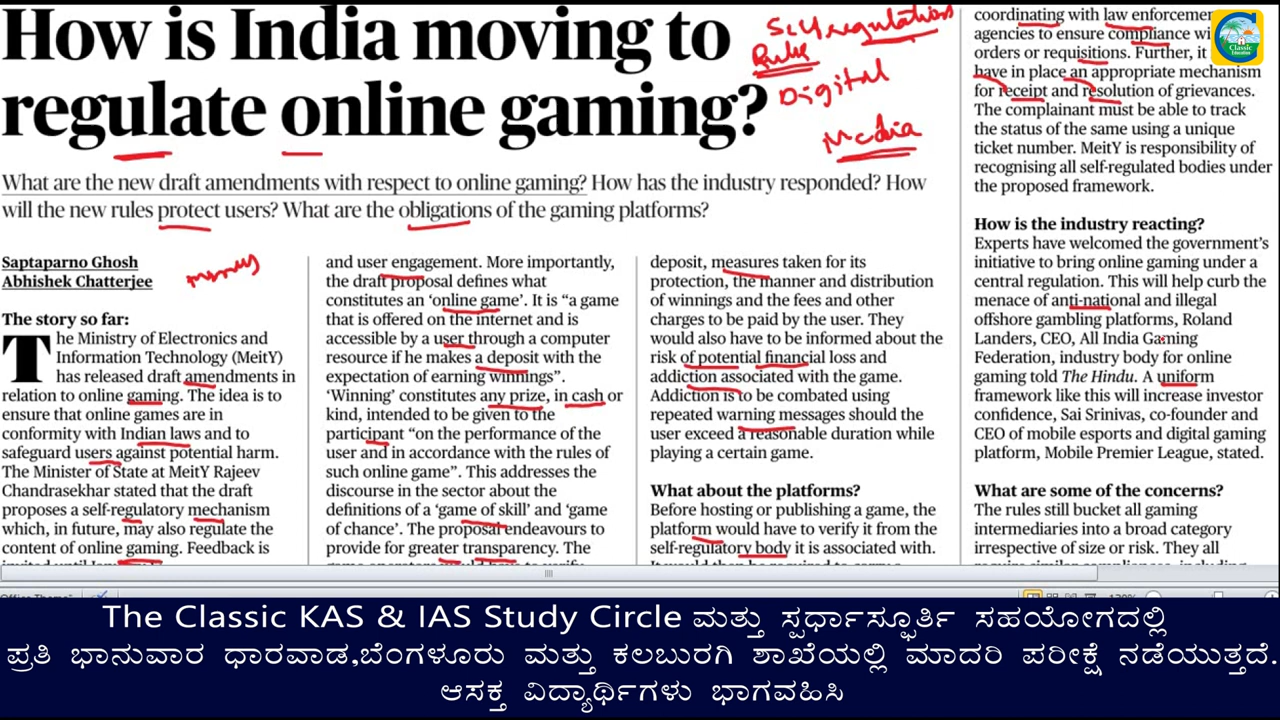 How is India moving to
regulate online gaming?
Self regulation
Rule
Digital
Media
What are the new draft amendments with respect to online gaming? How has the industry responded? How
will the new rules protect users? What are the obligations of the gaming platforms?
Saptaparno Ghosh
Abhishek Chatterjee
money
The story so far:
The Ministry of Electronics and
Information Technology (MeitY)
has released draft amendments in
relation to online gaming. The idea is to
ensure that online games are in
conformity with Indian laws and to
safeguard users against potential harm.
The Minister of State at MeitY Rajeev
Chandrasekhar stated that the draft
proposes a self-regulatory mechanism
which, in future, may also regulate the
content of online gaming. Feedback is
and user engagement. More importantly,
the draft proposal defines what
constitutes an ‘online game’. It is “a game
that is offered on the internet and is
accessible by a user through a computer
resource if he makes a deposit with the
expectation of earning winnings”.
‘Winning’ constitutes any prize, in cash or
kind, intended to be given to the
participant “on the performance of the
user and in accordance with the rules of
such online game”. This addresses the
discourse in the sector about the
definitions of a ‘game of skill’ and ‘game
of chance’. The proposal endeavours to
provide for greater transparency. The
deposit, measures taken for its
protection, the manner and distribution
of winnings and the fees and other
charges to be paid by the user. They
would also have to be informed about the
risk of potential financial loss and
addiction associated with the game.
Addiction is to be combated using
repeated warning messages should the
user exceed a reasonable duration while
playing a certain game.
What about the platforms?
Before hosting or publishing a game, the
platform would have to verify it from the
self-regulatory body it is associated with.
coordinating with law enforcement
agencies to ensure compliance
orders or requisitions. Further, it
have in place an appropriate mechanism
for receipt and resolution of grievances.
The complainant must be able to track
the status of the same using a unique
ticket number. MeitY is responsibility of
recognising all self-regulated bodies under
the proposed framework.
How is the industry reacting?
Experts have welcomed the government’s
initiative to bring online gaming under a
central regulation. This will help curb the
menace of anti-national and illegal
offshore gambling platforms, Roland
Landers, CEO, All India Gaming
Federation, industry body for online
gaming told The Hindu. A uniform
framework like this will increase investor
confidence, Sai Srinivas, co-founder and
CEO of mobile esports and digital gaming
platform, Mobile Premier League, stated.
What are some of the concerns?
The rules still bucket all gaming
intermediaries into a broad category
irrespective of size or risk. They all
Classic
Education
The Classic KAS & IAS Study Circle ಮತ್ತು ಸ್ಪರ್ಧಾಸ್ಫೂರ್ತಿ ಸಹಯೋಗದಲ್ಲಿ
ಪ್ರತಿ ಭಾನುವಾರ ಧಾರವಾಡ,ಬೆಂಗಳೂರು ಮತ್ತು ಕಲಬುರಗಿ ಶಾಖೆಯಲ್ಲಿ ಮಾದರಿ ಪರೀಕ್ಷೆ ನಡೆಯುತ್ತದೆ.
ಆಸಕ್ತ ವಿದ್ಯಾರ್ಥಿಗಳು ಭಾಗವಹಿಸಿ